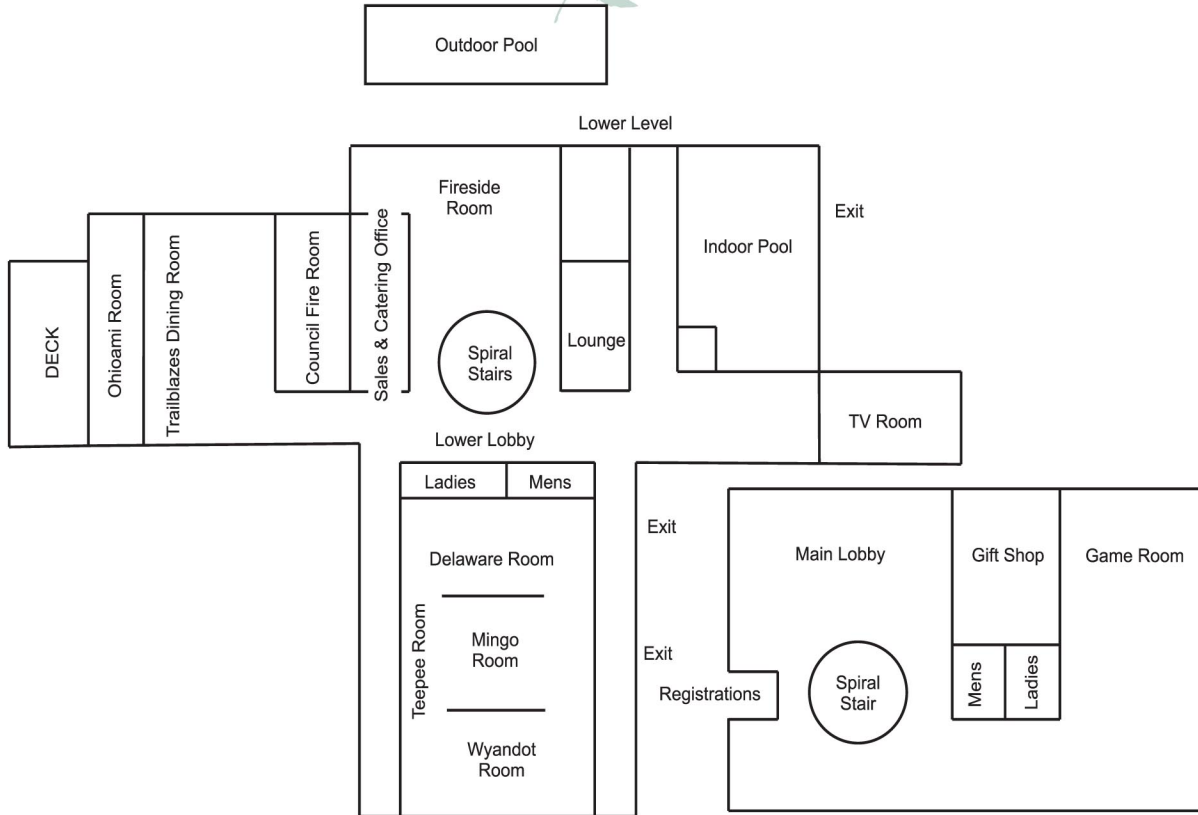 Outdoor Pool
Lower Level
Fireside
Room
Exit
Indoor Pool
DECK
Ohioami Room
Trailblazes Dining Room
Council Fire Room
Sales & Catering Office
Spiral
Stairs
Lounge
TV Room
Lower Lobby
Ladies
Mens
Delaware Room
Teepee Room
Mingo
Room
Wyandot
Room
Exit
Exit
Main Lobby
Gift Shop
Game Room
Registrations
Spiral
Stair
Mens
Ladies